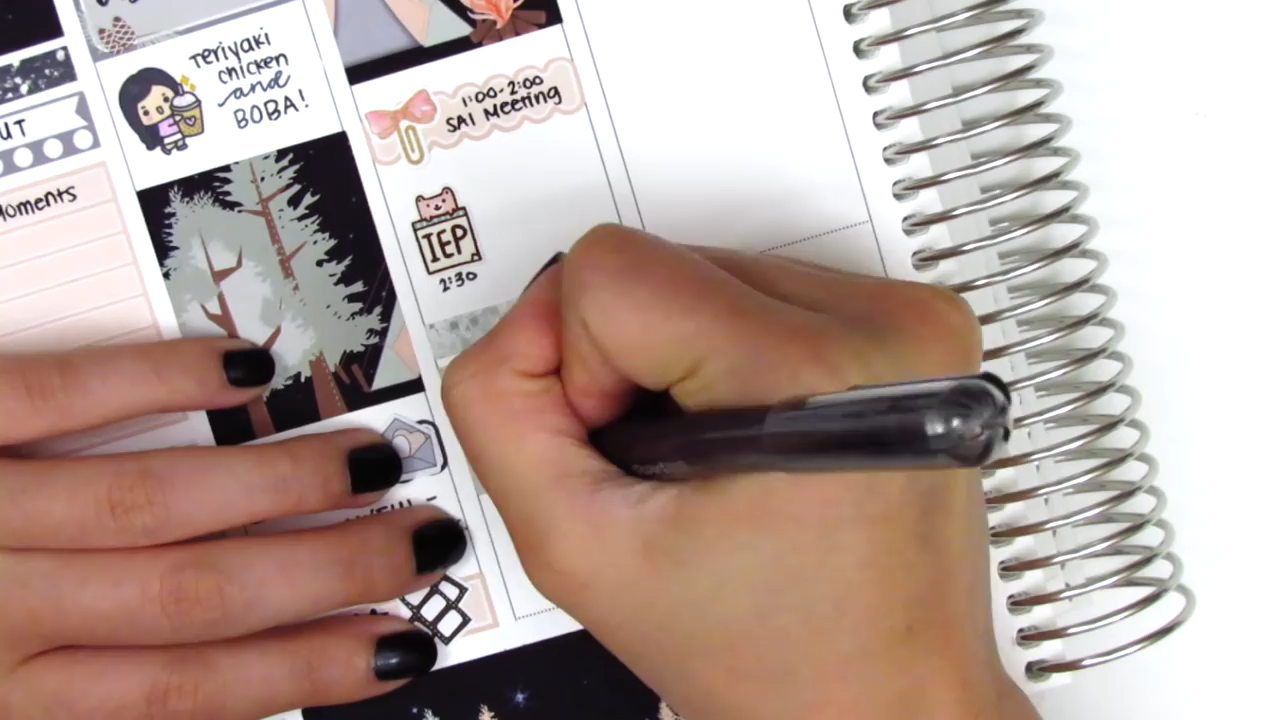 Teriyaki
chicken
and
BOBA!
1:00-2:00
SAI Meeting
IEP
2:30
UT
Moments